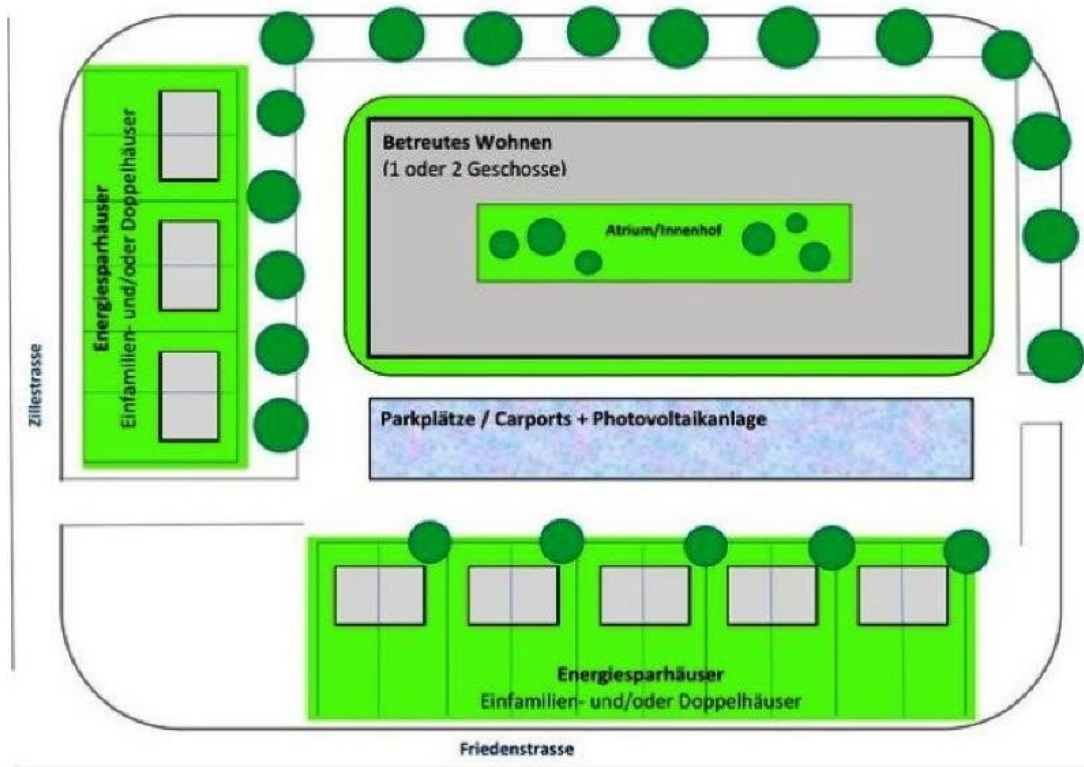 Betreutes Wohnen
(1 oder 2 Geschosse)
Atrium/Innenhof
Energiesparhäuser
Einfamilien- und/oder Doppelhäuser
Zillestrasse
Parkplätze / Carports + Photovoltaikanlage
Energiesparhäuser
Einfamilien- und/oder Doppelhäuser
Friedenstrasse